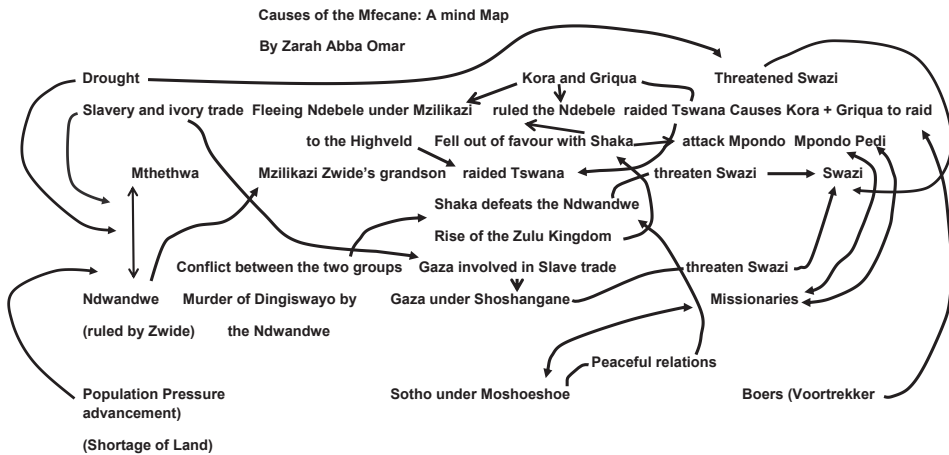 Causes of the Mfecane: A mind Map
By Zarah Abba Omar
Drought Kora and Griqua Threatened Swazi
Slavery and ivory trade Fleeing Ndebele under Mzilikazi ruled the Ndebele raided Tswana Causes Kora + Griqua to raid
to the Highveld Fell out of favour with Shaka attack Mpondo Mpondo Pedi
Mthethwa Mzilikazi Zwide's grandson raided Tswana threaten Swazi Swazi
Shaka defeats the Ndwandwe
Rise of the Zulu Kingdom
Conflict between the two groups Gaza involved in Slave trade threaten Swazi
Ndwandwe Murder of Dingiswayo by Gaza under Shoshangane Missionaries
(ruled by Zwide) the Ndwandwe
Peaceful relations
Population Pressure Sotho under Moshoeshoe Boers (Voortrekker
advancement)
(Shortage of Land)